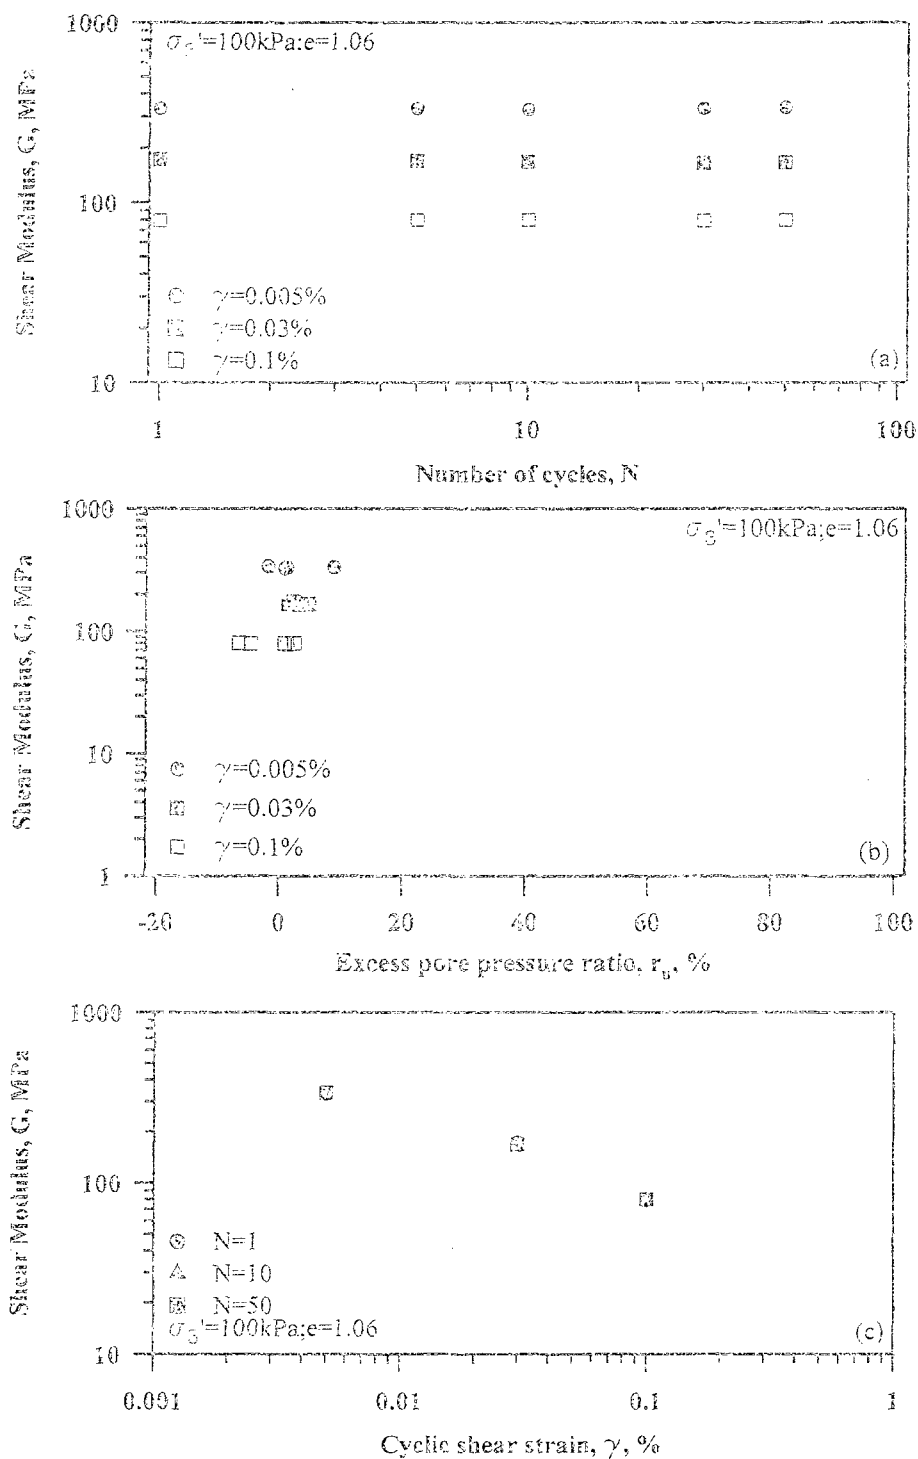 1000
σ3'=100kPa:e=1.06
Shear Modulus, G, MPa
100
γ=0.005%
γ=0.03%
γ=0.1%
(a)
10
1 10 100
Number of cycles, N
1000
σ3'=100kPa;e=1.06
Shear Modulus, G, MPa
100
10
γ=0.005%
γ=0.03%
γ=0.1%
(b)
1
-20 0 20 40 60 80 100
Excess pore pressure ratio, ru, %
1000
Shear Modulus, G, MPa
100
N=1
N=10
N=50
σ3'=100kPa;e=1.06
(c)
10
0.001 0.01 0.1 1
Cyclic shear strain, γ, %